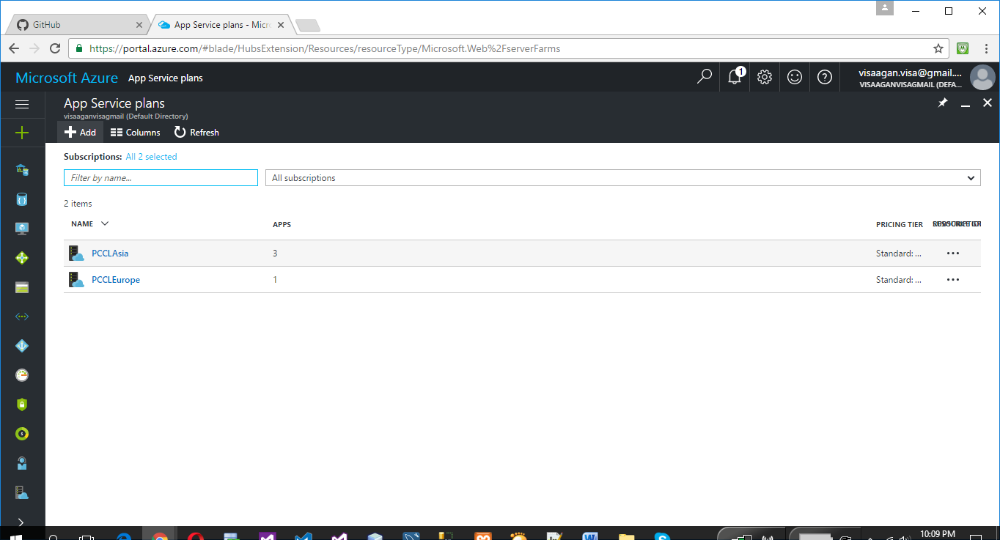 GitHub
App Service plans - Micr
https://portal.azure.com/#blade/HubsExtension/Resources/resourceType/Microsoft.Web%2FserverFarms
Microsoft Azure App Service plans
1
visaagan.visa@gmail....
VISAAGANVISAGMAIL (DEFA...
App Service plans
visaaganvisagmail (Default Directory)
Add Columns Refresh
Subscriptions: All 2 selected
Filter by name... All subscriptions
2 items
NAME APPS PRICING TIER
PCCLAsia 3 Standard: ... ...
PCCLEurope 1 Standard: ... ...
10:09 PM